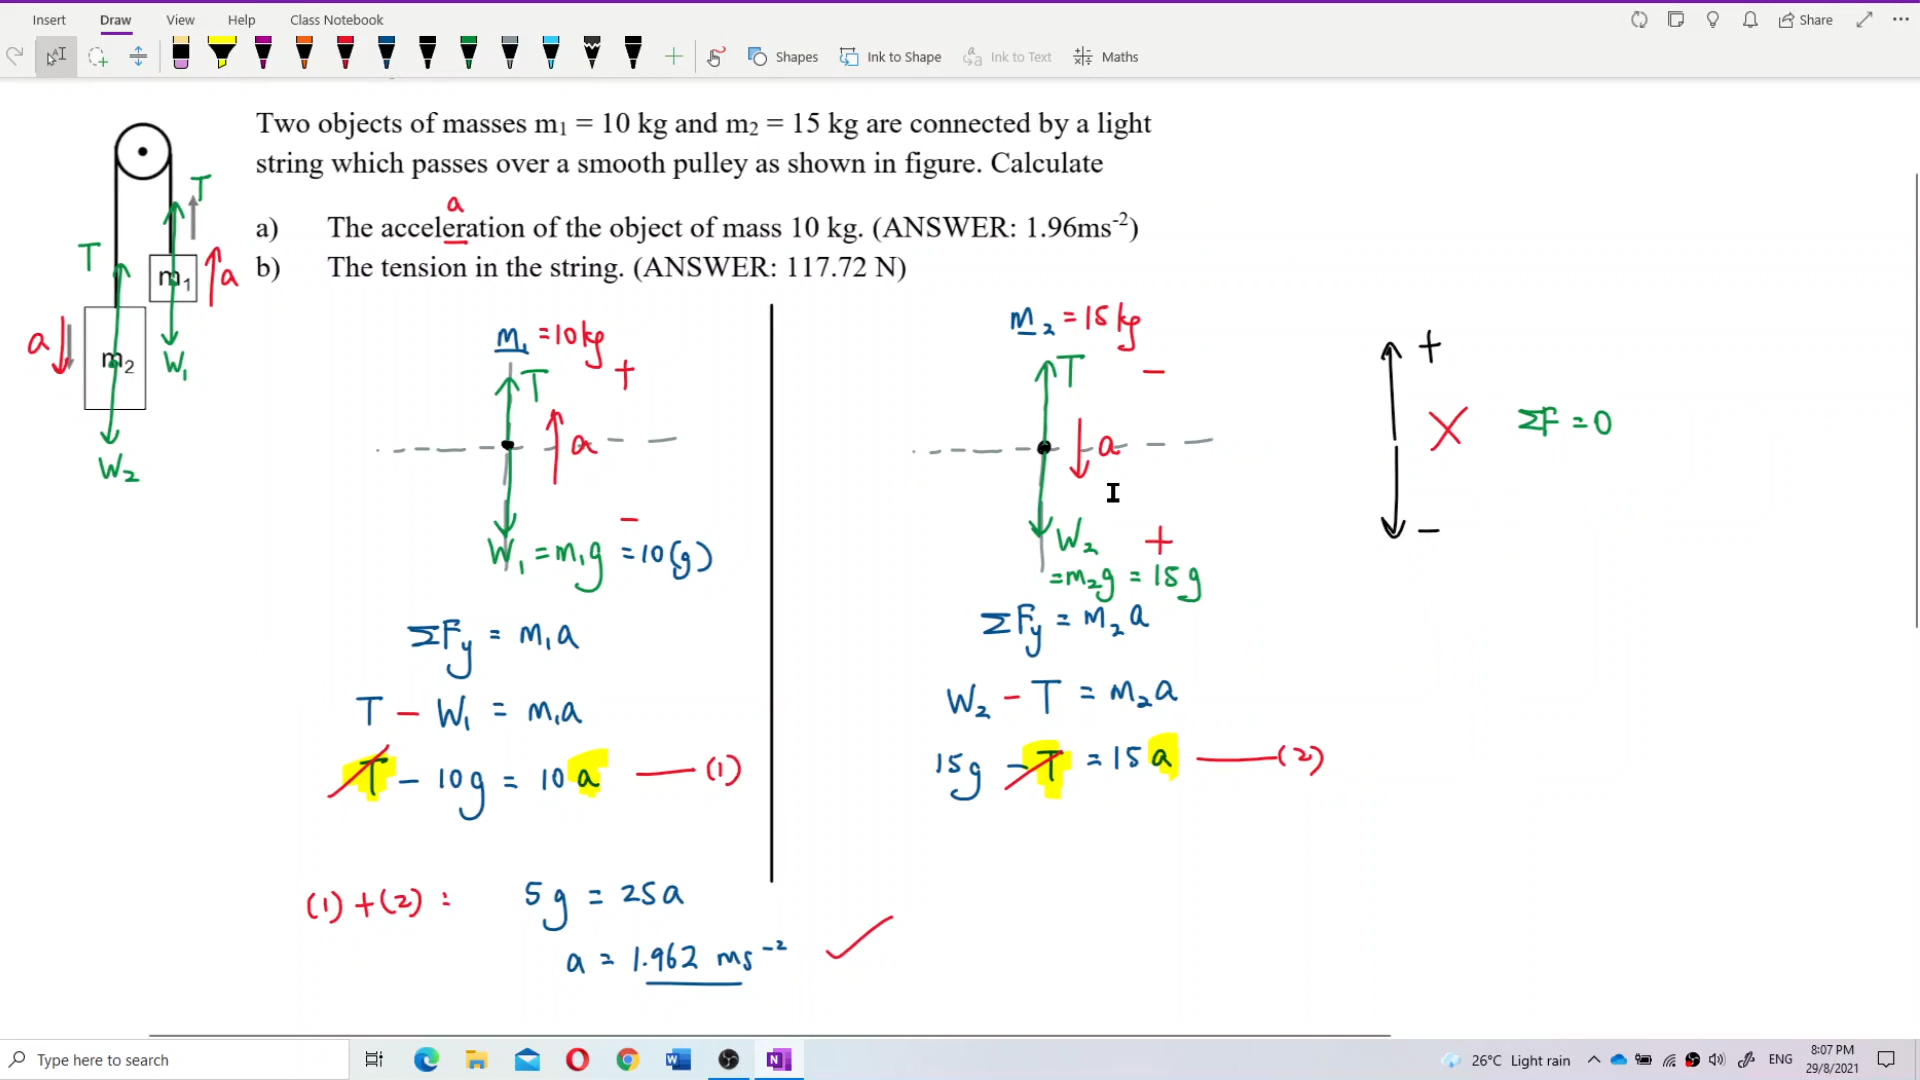 Insert Draw View Help Class Notebook Share
Shapes Ink to Shape Ink to Text Maths
Two objects of masses m₁ = 10 kg and m₂ = 15 kg are connected by a light
string which passes over a smooth pulley as shown in figure. Calculate
a
a) The acceleration of the object of mass 10 kg. (ANSWER: 1.96ms⁻²)
b) The tension in the string. (ANSWER: 117.72 N)
T
T
m₁
a
a
m₂
W₁
W₂
m₁ = 10 kg
+
T
a
-
W₁ = m₁g = 10(g)
ΣFy = m₁a
T - W₁ = m₁a
T - 10g = 10a (1)
m₂ = 15 kg
T
-
a
W₂
+
= m₂g = 15g
ΣFy = m₂a
W₂ - T = m₂a
15g - T = 15a (2)
+
X ΣF = 0
-
(1) + (2) : 5g = 25a
a = 1.962 ms⁻²
Type here to search
26°C Light rain
ENG
8:07 PM
29/8/2021